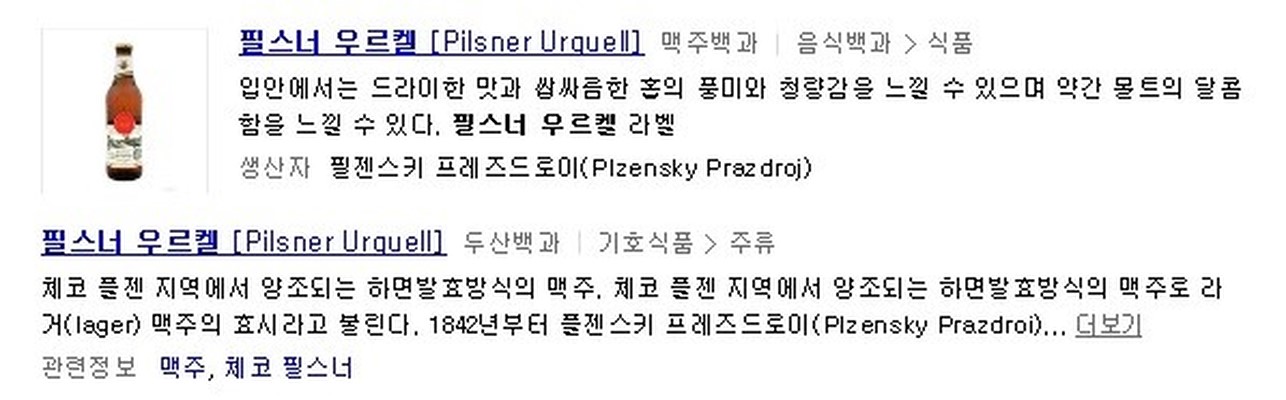 필스너 우르켈 [Pilsner Urquell] 맥주백과 | 음식백과 > 식품
입안에서는 드라이한 맛과 쌉싸름한 홉의 풍미와 청량감을 느낄 수 있으며 약간 몰트의 달콤
함을 느낄 수 있다. 필스너 우르켈 라벨
생산자 필젠스키 프레즈드로이(Plzensky Prazdroj)
필스너 우르켈 [Pilsner Urquell] 두산백과 | 기호식품 > 주류
체코 플젠 지역에서 양조되는 하면발효방식의 맥주. 체코 플젠 지역에서 양조되는 하면발효방식의 맥주로 라
거(lager) 맥주의 효시라고 불린다. 1842년부터 플젠스키 프레즈드로이(Plzensky Prazdroi)... 더보기
관련정보 맥주, 체코 필스너